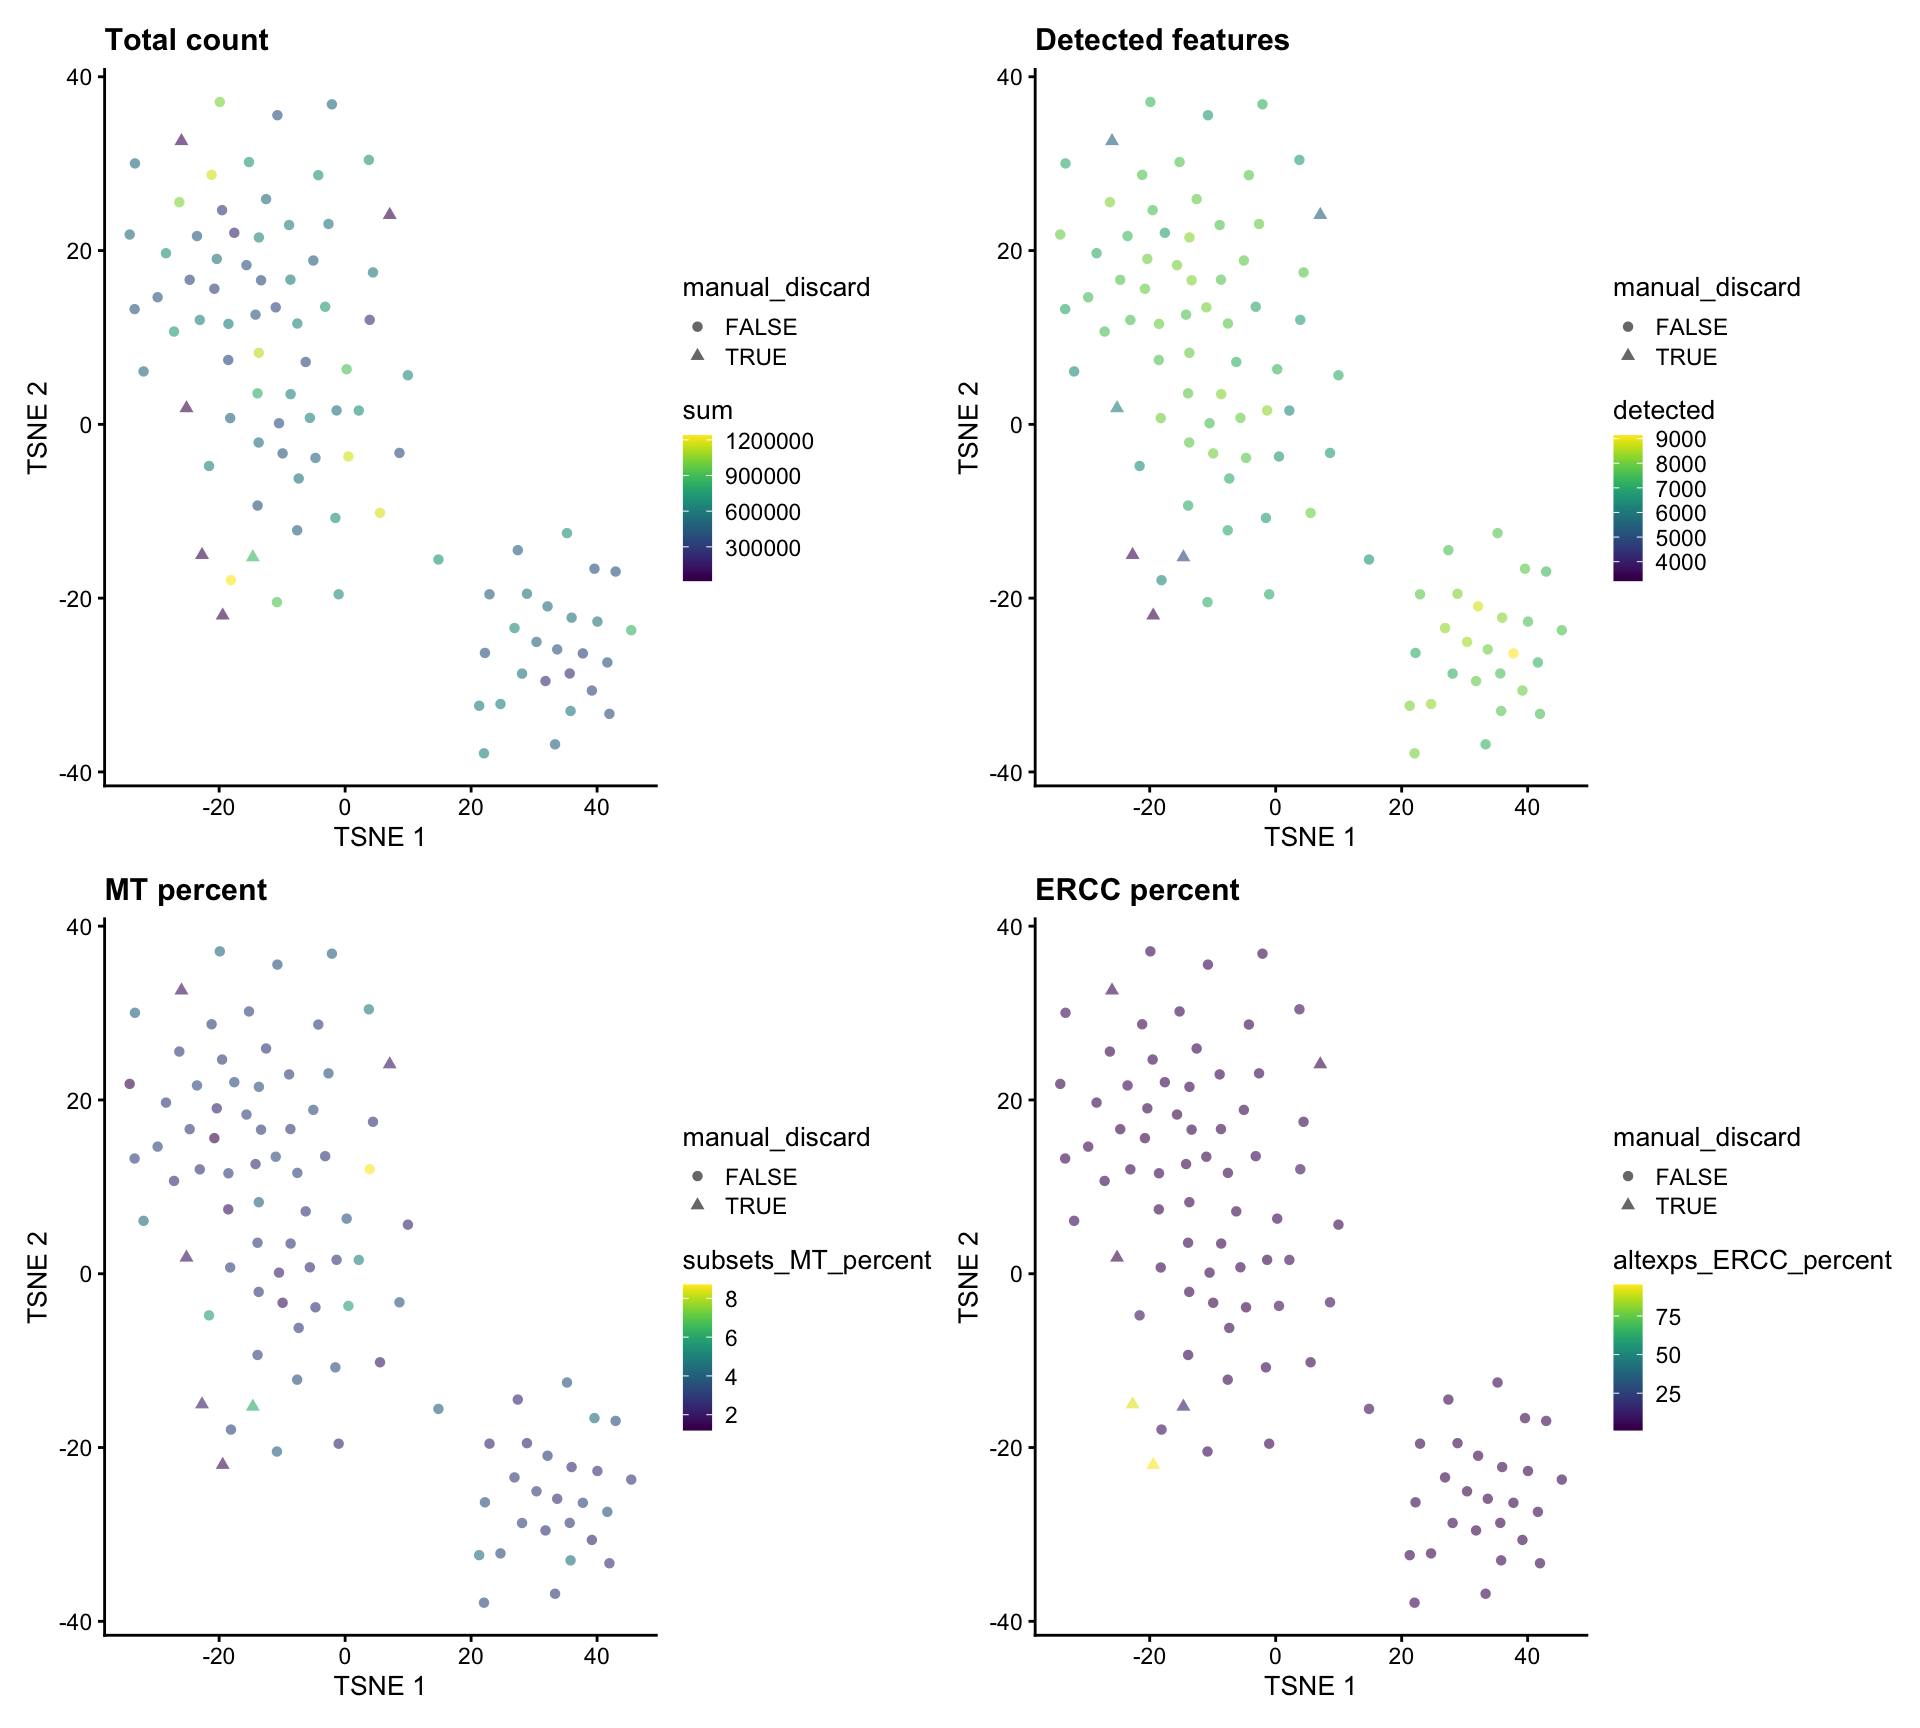 Total count
40
20
0
-20
-40
TSNE 2
-20 0 20 40
TSNE 1
manual_discard
FALSE
TRUE
sum
1200000
900000
600000
300000
Detected features
40
20
0
-20
-40
TSNE 2
-20 0 20 40
TSNE 1
manual_discard
FALSE
TRUE
detected
9000
8000
7000
6000
5000
4000
MT percent
40
20
0
-20
-40
TSNE 2
-20 0 20 40
TSNE 1
manual_discard
FALSE
TRUE
subsets_MT_percent
8
6
4
2
ERCC percent
40
20
0
-20
-40
TSNE 2
-20 0 20 40
TSNE 1
manual_discard
FALSE
TRUE
altexps_ERCC_percent
75
50
25